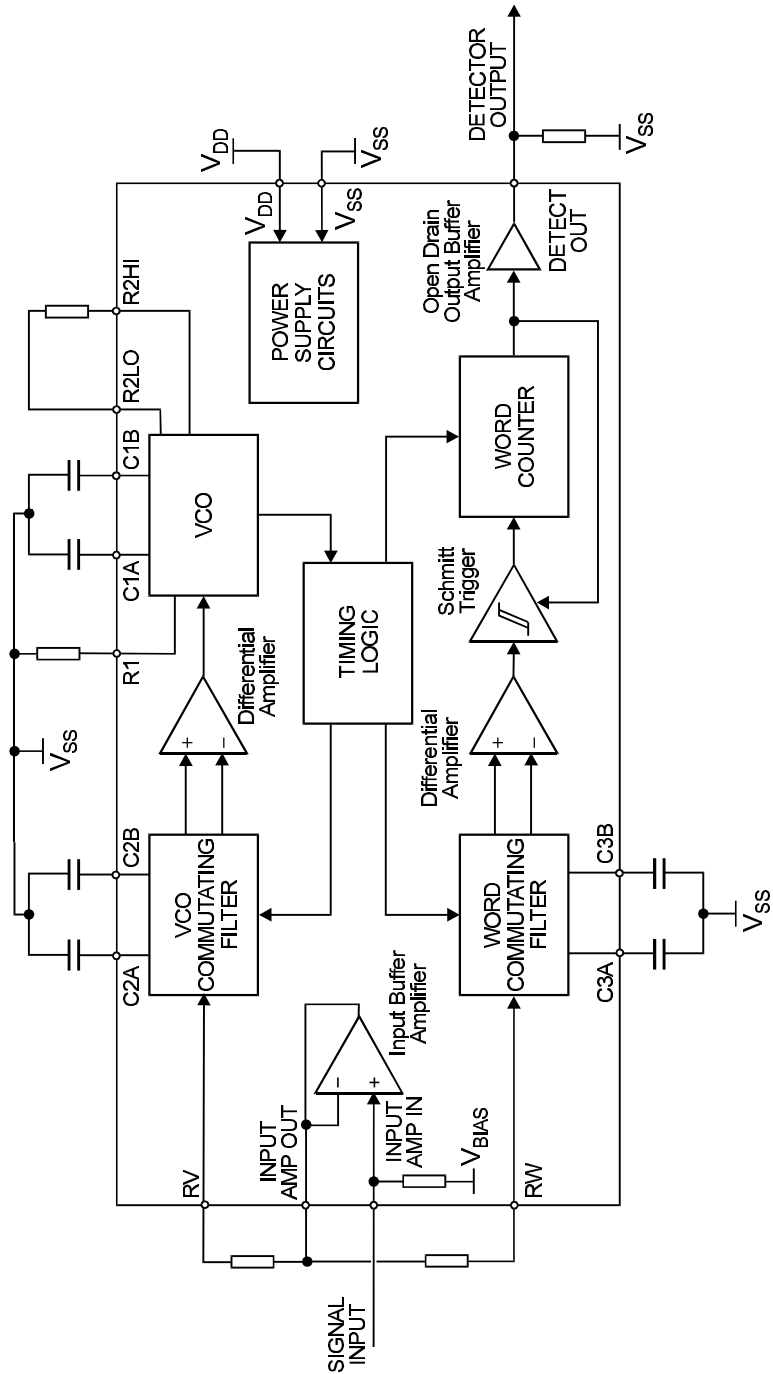 C2A
C2B
VSS
R1
C1A
C1B
R2LO
R2HI
VDD
VSS
RV
VCO
COMMUTATING
FILTER
+
−
Differential
Amplifier
VCO
VDD
VSS
POWER
SUPPLY
CIRCUITS
INPUT
AMP OUT
SIGNAL
INPUT
INPUT
AMP IN
−
+
Input Buffer
Amplifier
VBIAS
TIMING
LOGIC
RW
WORD
COMMUTATING
FILTER
+
−
Differential
Amplifier
Schmitt
Trigger
WORD
COUNTER
Open Drain
Output Buffer
Amplifier
DETECT
OUT
DETECTOR
OUTPUT
VSS
C3A
C3B
VSS